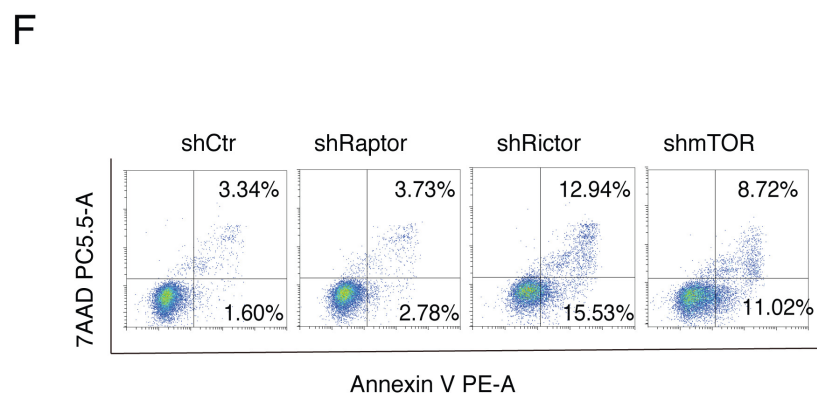 F
shCtr shRaptor shRictor shmTOR
3.34% 3.73% 12.94% 8.72%
7AAD PC5.5-A
1.60% 2.78% 15.53% 11.02%
Annexin V PE-A